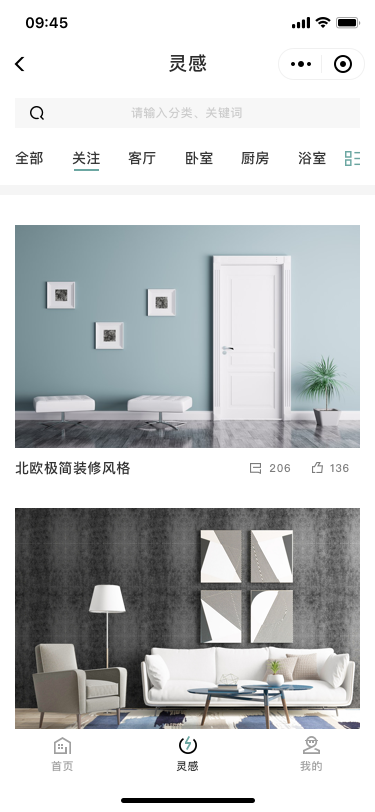 09:45
灵感
请输入分类、关键词
全部 关注 客厅 卧室 厨房 浴室
北欧极简装修风格 206 136
首页 灵感 我的